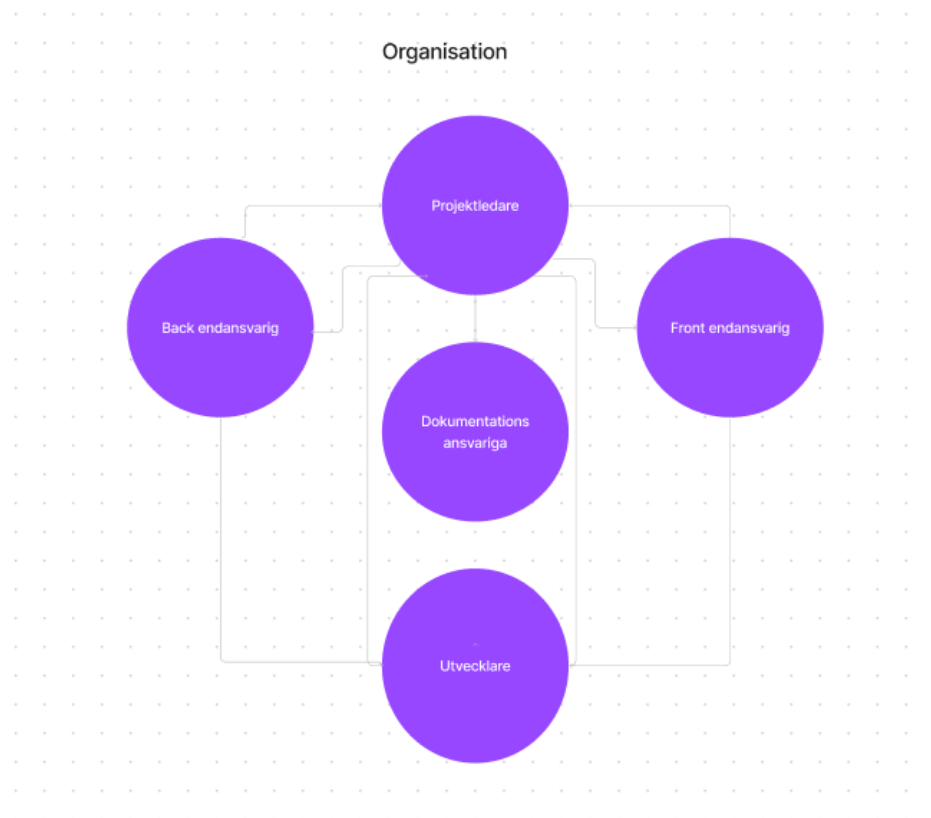 Organisation
Projektledare
Back endansvarig
Front endansvarig
Dokumentations
ansvariga
Utvecklare